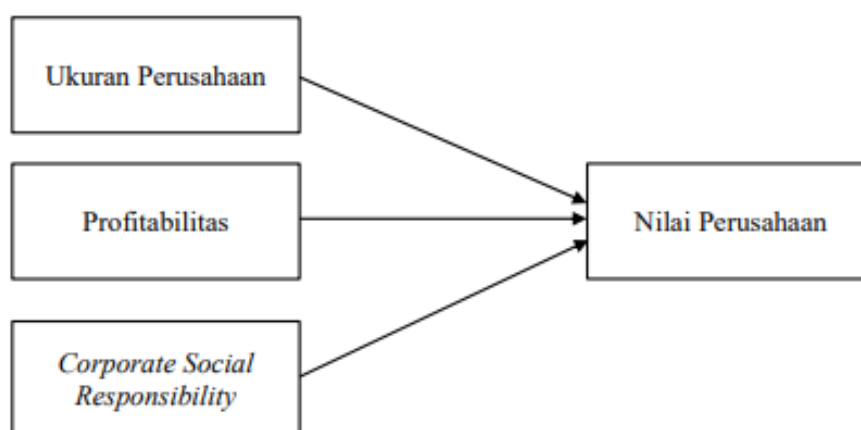 Ukuran Perusahaan
Profitabilitas
Nilai Perusahaan
Corporate Social
Responsibility